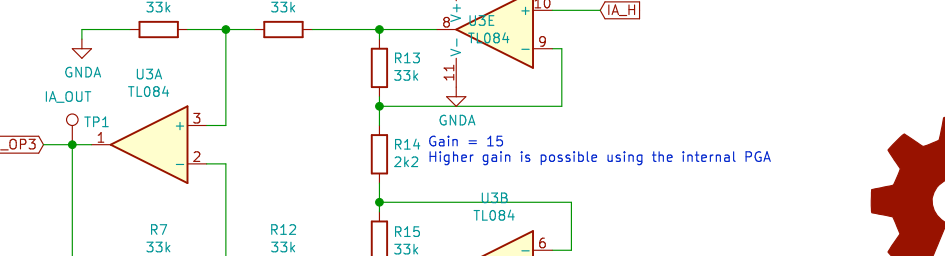 33k
33k
10
IA_H
V+
8
U3E
TL084
9
V-
R13
33k
11
GNDA
U3A
TL084
GNDA
IA_OUT
TP1
3
_OP3
1
2
R14
2k2
Gain = 15
Higher gain is possible using the internal PGA
U3B
TL084
R7
33k
R12
33k
R15
33k
6